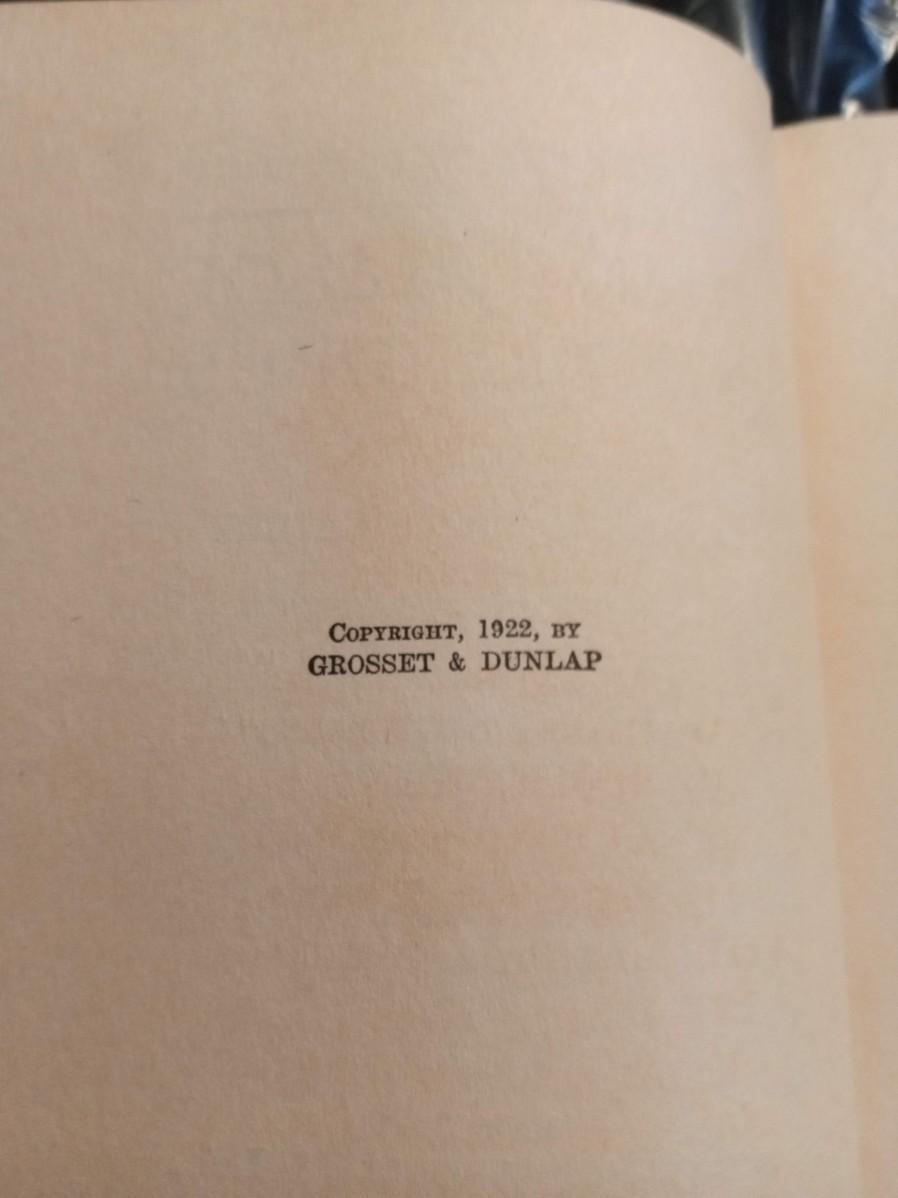 Copyright, 1922, by
GROSSET & DUNLAP